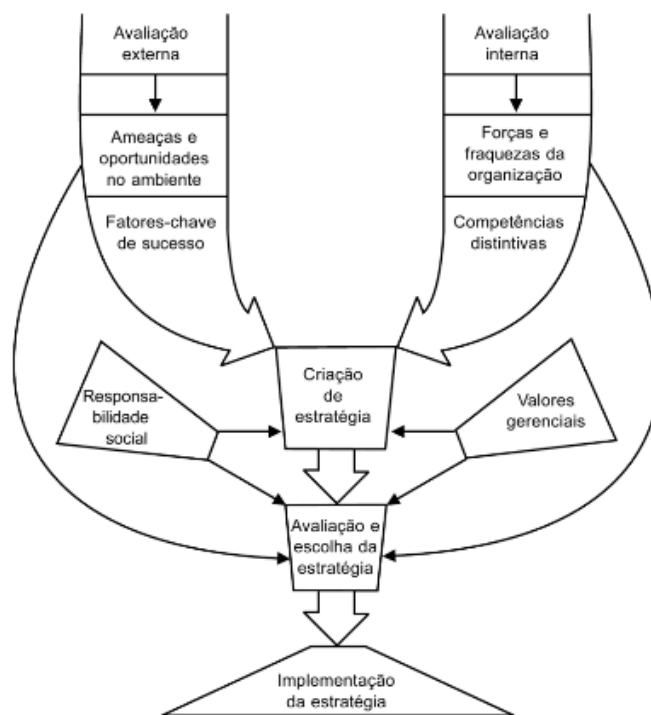 Avaliação
externa
Avaliação
interna
Ameaças e
oportunidades
no ambiente
Forças e
fraquezas da
organização
Fatores-chave
de sucesso
Competências
distintivas
Criação
de
estratégia
Responsa-
bilidade
social
Valores
gerenciais
Avaliação e
escolha da
estratégia
Implementação
da estratégia